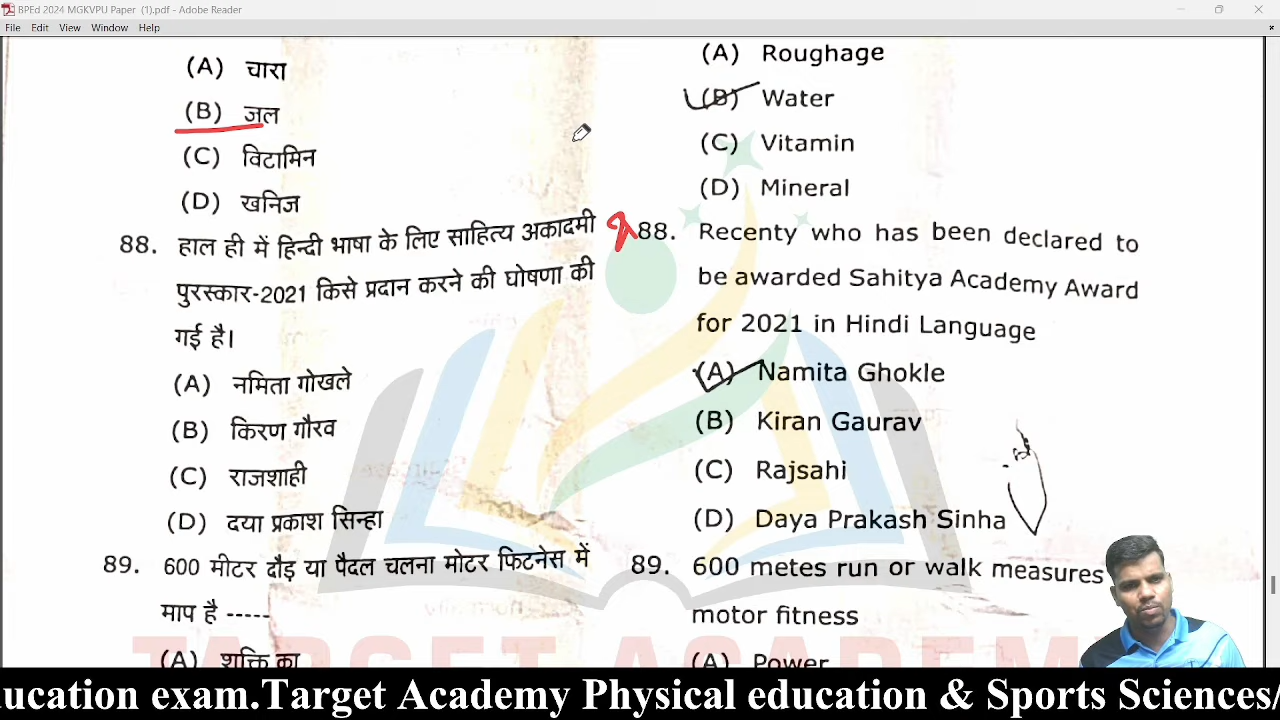 BPEd 2024 MGKVPU Paper (1).pdf - Adobe Reader
File Edit View Window Help
(A) चारा
(B) जल
(C) विटामिन
(D) खनिज
88. हाल ही में हिन्दी भाषा के लिए साहित्य अकादमी
पुरस्कार-2021 किसे प्रदान करने की घोषणा की
गई है।
(A) नमिता गोखले
(B) किरण गौरव
(C) राजशाही
(D) दया प्रकाश सिन्हा
89. 600 मीटर दौड़ या पैदल चलना मोटर फिटनेस में
माप है -----
(A) शक्ति का
(A) Roughage
(B) Water
(C) Vitamin
(D) Mineral
88. Recenty who has been declared to
be awarded Sahitya Academy Award
for 2021 in Hindi Language
(A) Namita Ghokle
(B) Kiran Gaurav
(C) Rajsahi
(D) Daya Prakash Sinha
89. 600 metes run or walk measures
motor fitness
(A) Power
TARGET ACADEM
ucation exam.Target Academy Physical education & Sports Sciences/